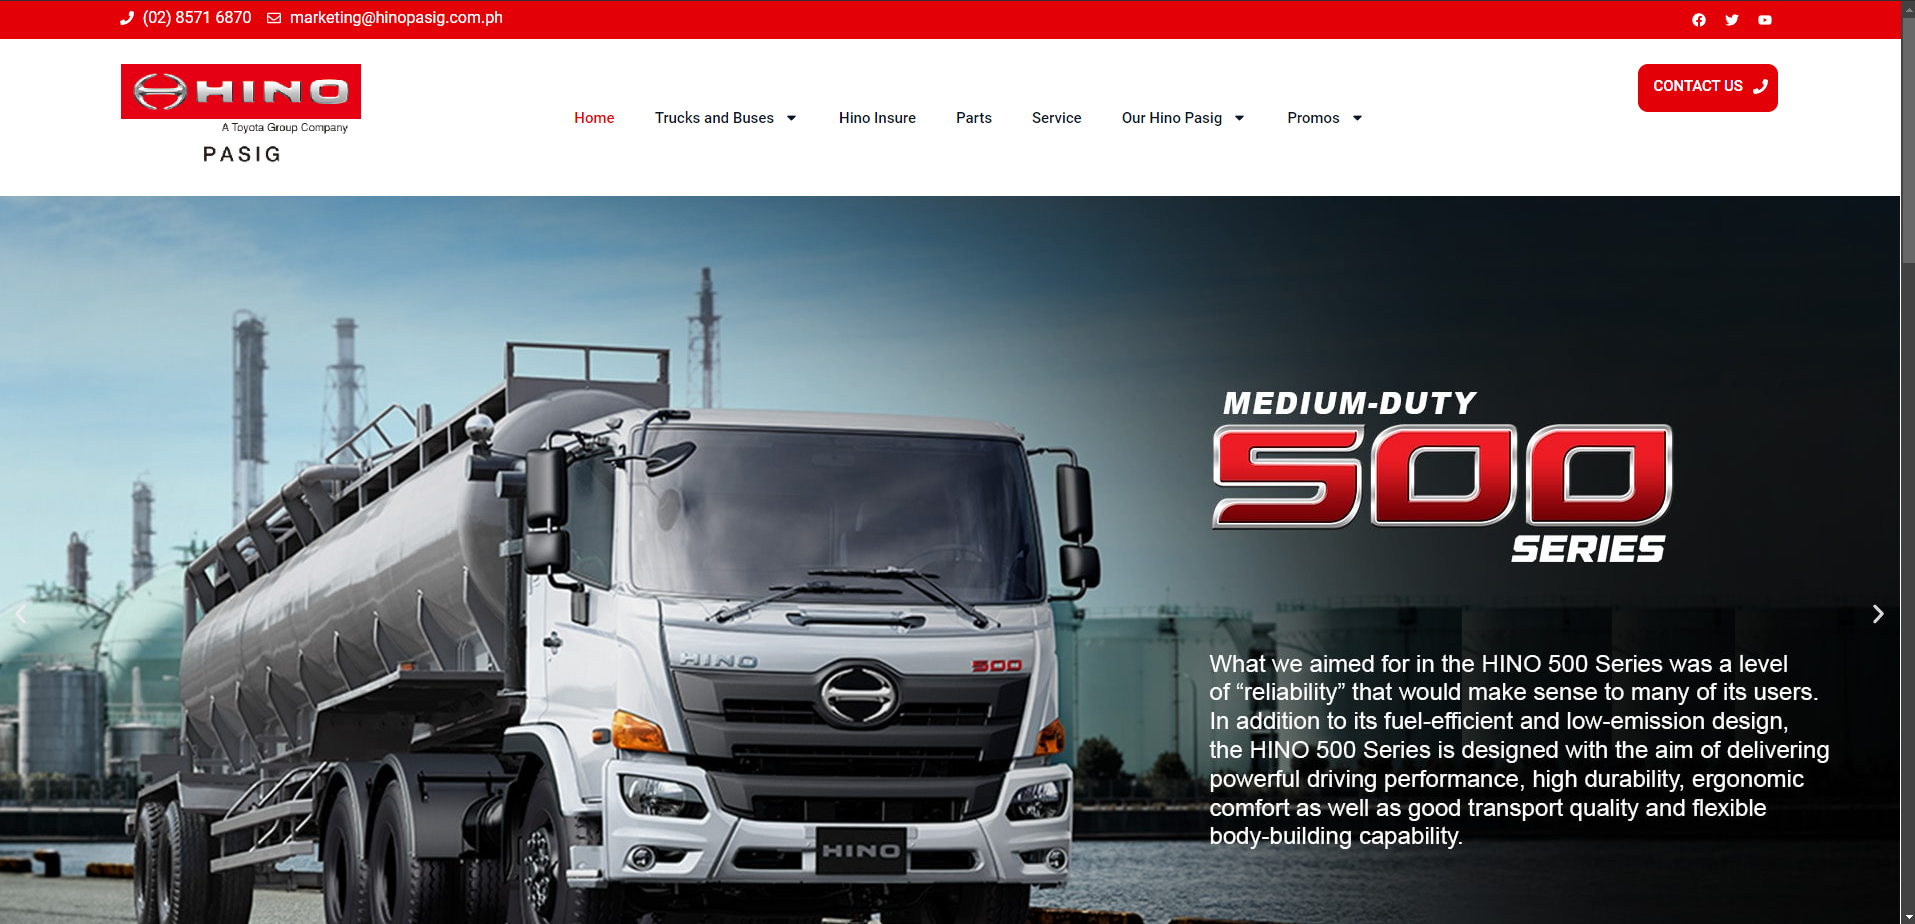 (02) 8571 6870 marketing@hinopasig.com.ph
HINO
A Toyota Group Company
PASIG
Home Trucks and Buses Hino Insure Parts Service Our Hino Pasig Promos
CONTACT US
MEDIUM-DUTY
500
SERIES
HINO 500
HINO
What we aimed for in the HINO 500 Series was a level
of “reliability” that would make sense to many of its users.
In addition to its fuel-efficient and low-emission design,
the HINO 500 Series is designed with the aim of delivering
powerful driving performance, high durability, ergonomic
comfort as well as good transport quality and flexible
body-building capability.